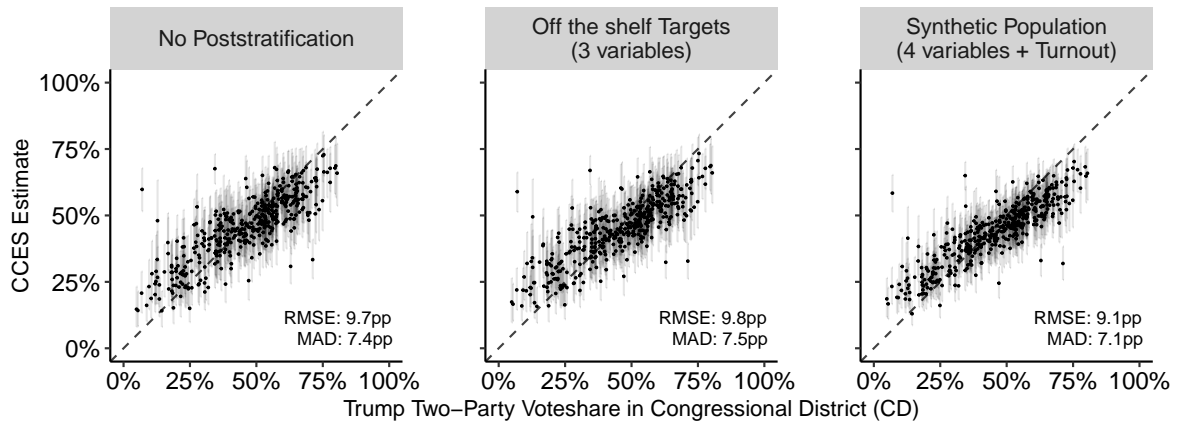 No Poststratification
Off the shelf Targets
(3 variables)
Synthetic Population
(4 variables + Turnout)
CCES Estimate
100%
75%
50%
25%
0%
RMSE: 9.7pp
MAD: 7.4pp
RMSE: 9.8pp
MAD: 7.5pp
RMSE: 9.1pp
MAD: 7.1pp
0% 25% 50% 75% 100%
0% 25% 50% 75% 100%
0% 25% 50% 75% 100%
Trump Two−Party Voteshare in Congressional District (CD)